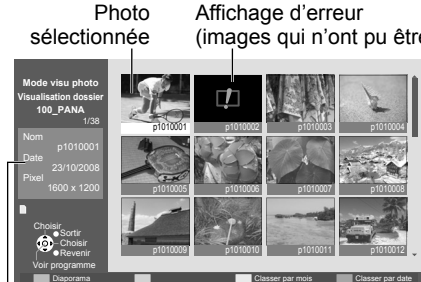 Photo
sélectionnée
Affichage d'erreur
(images qui n'ont pu être
Mode visu photo
Visualisation dossier
100_PANA
1/38
Nom
p1010001
Date
23/10/2008
Pixel
1600 x 1200
Choisir
Sortir
Choisir
Revenir
Voir programme
p1010001
p1010002
p1010003
p1010004
p1010005
p1010006
p1010007
p1010008
p1010009
p1010010
p1010011
p1010012
Diaporama
Classer par mois
Classer par date